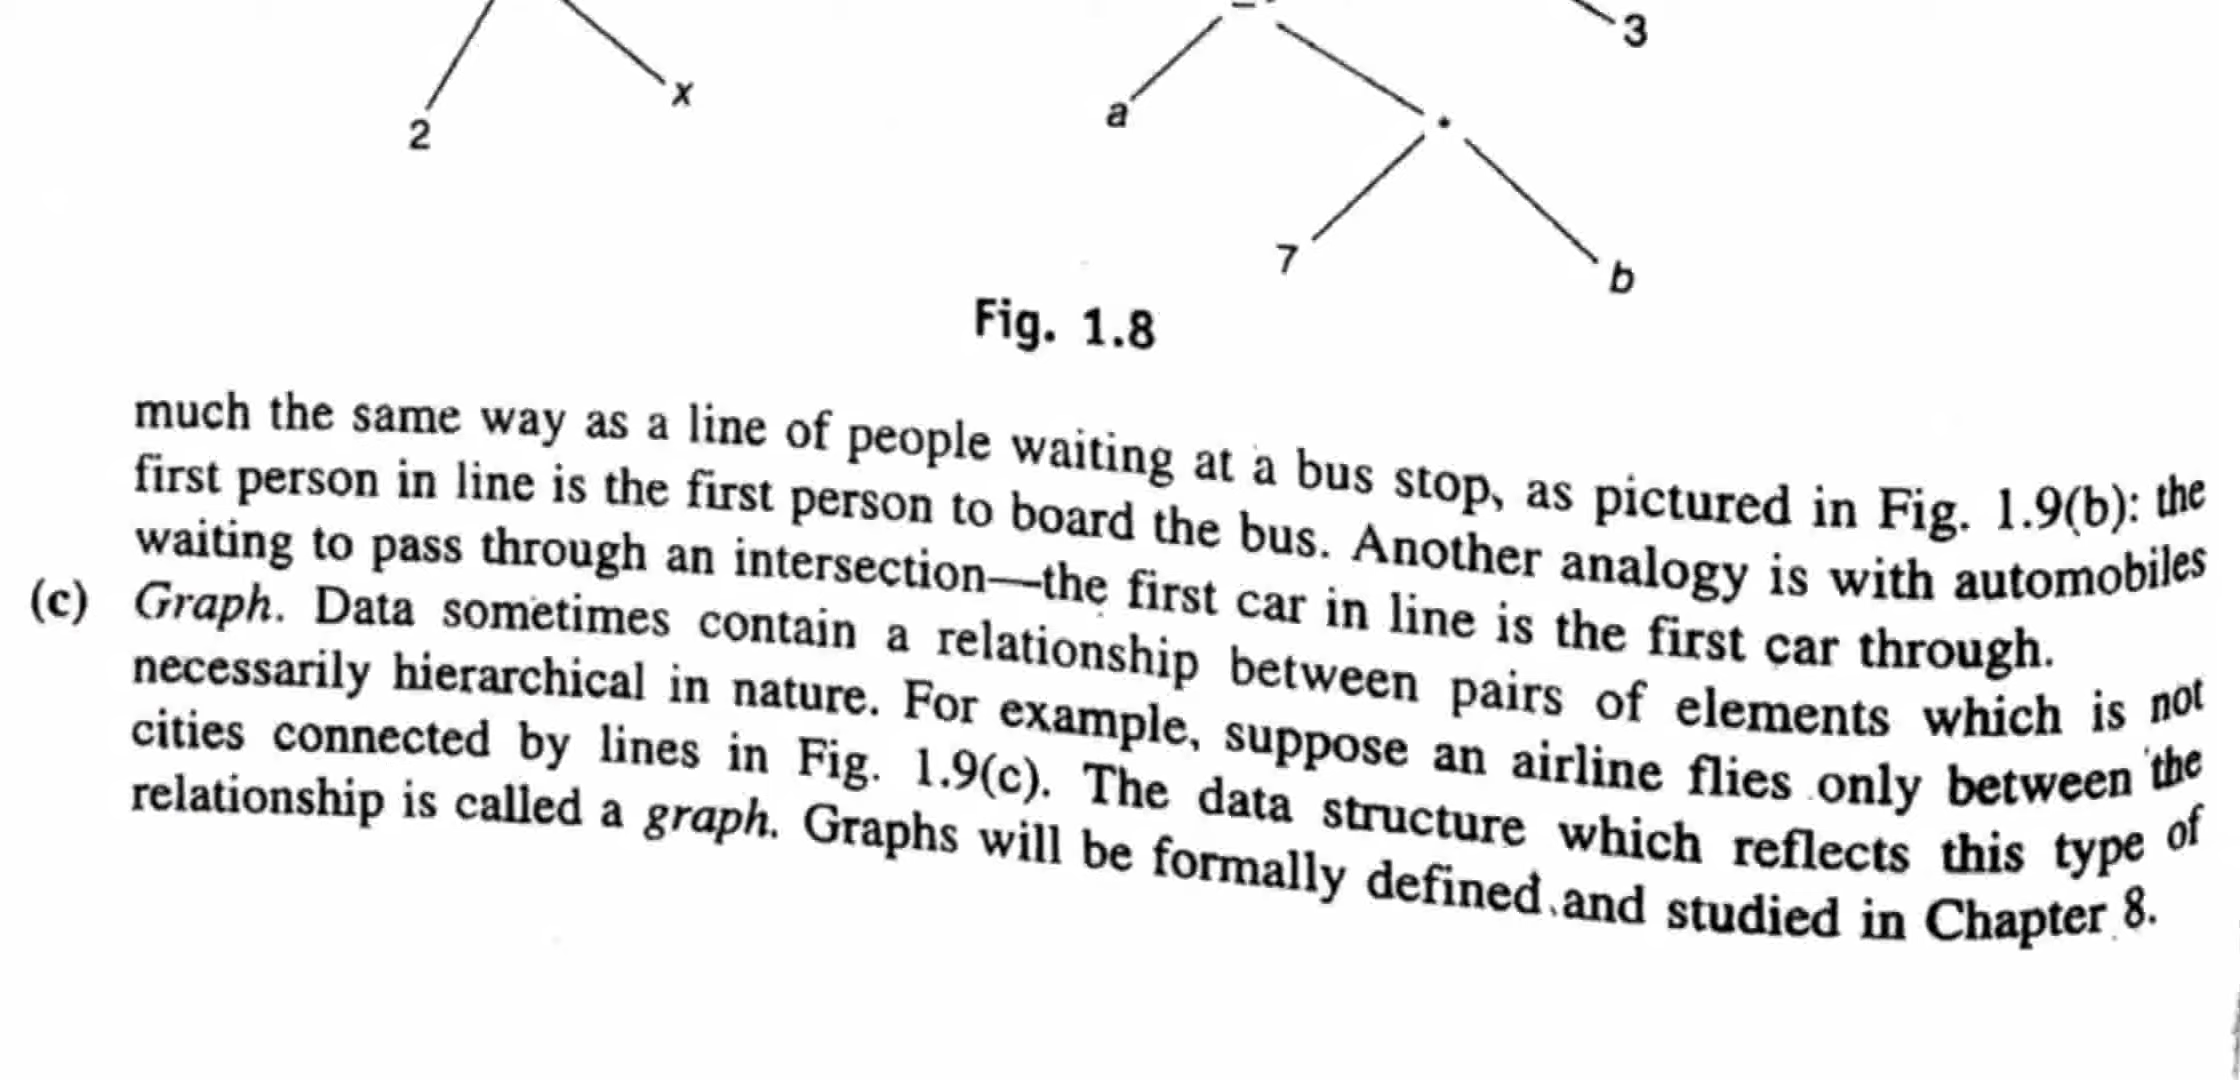 3
x
a
2
7
b
Fig. 1.8
much the same way as a line of people waiting at a bus stop, as pictured in Fig. 1.9(b): the
first person in line is the first person to board the bus. Another analogy is with automobiles
waiting to pass through an intersection—the first car in line is the first car through.
(c) Graph. Data sometimes contain a relationship between pairs of elements which is not
necessarily hierarchical in nature. For example, suppose an airline flies only between the
cities connected by lines in Fig. 1.9(c). The data structure which reflects this type of
relationship is called a graph. Graphs will be formally defined and studied in Chapter 8.